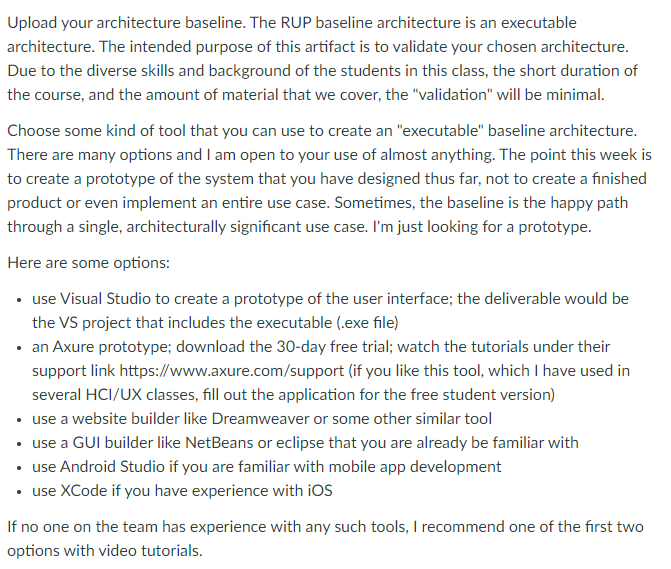 Upload your architecture baseline. The RUP baseline architecture is an executable
architecture. The intended purpose of this artifact is to validate your chosen architecture.
Due to the diverse skills and background of the students in this class, the short duration of
the course, and the amount of material that we cover, the "validation" will be minimal.
Choose some kind of tool that you can use to create an "executable" baseline architecture.
There are many options and I am open to your use of almost anything. The point this week is
to create a prototype of the system that you have designed thus far, not to create a finished
product or even implement an entire use case. Sometimes, the baseline is the happy path
through a single, architecturally significant use case. I'm just looking for a prototype.
Here are some options:
• use Visual Studio to create a prototype of the user interface; the deliverable would be
the VS project that includes the executable (.exe file)
• an Axure prototype; download the 30-day free trial; watch the tutorials under their
support link https://www.axure.com/support (if you like this tool, which I have used in
several HCI/UX classes, fill out the application for the free student version)
• use a website builder like Dreamweaver or some other similar tool
• use a GUI builder like NetBeans or eclipse that you are already be familiar with
• use Android Studio if you are familiar with mobile app development
• use XCode if you have experience with iOS
If no one on the team has experience with any such tools, I recommend one of the first two
options with video tutorials.